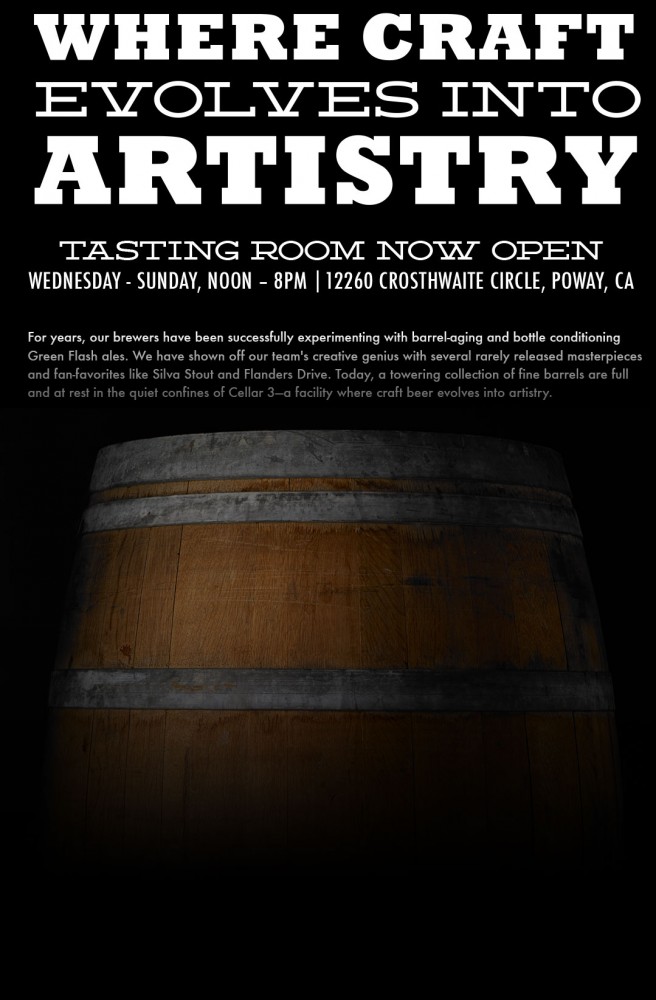 WHERE CRAFT
EVOLVES INTO
ARTISTRY
TASTING ROOM NOW OPEN
WEDNESDAY - SUNDAY, NOON – 8PM | 12260 CROSTHWAITE CIRCLE, POWAY, CA
For years, our brewers have been successfully experimenting with barrel-aging and bottle conditioning
Green Flash ales. We have shown off our team's creative genius with several rarely released masterpieces
and fan-favorites like Silva Stout and Flanders Drive. Today, a towering collection of fine barrels are full
and at rest in the quiet confines of Cellar 3—a facility where craft beer evolves into artistry.